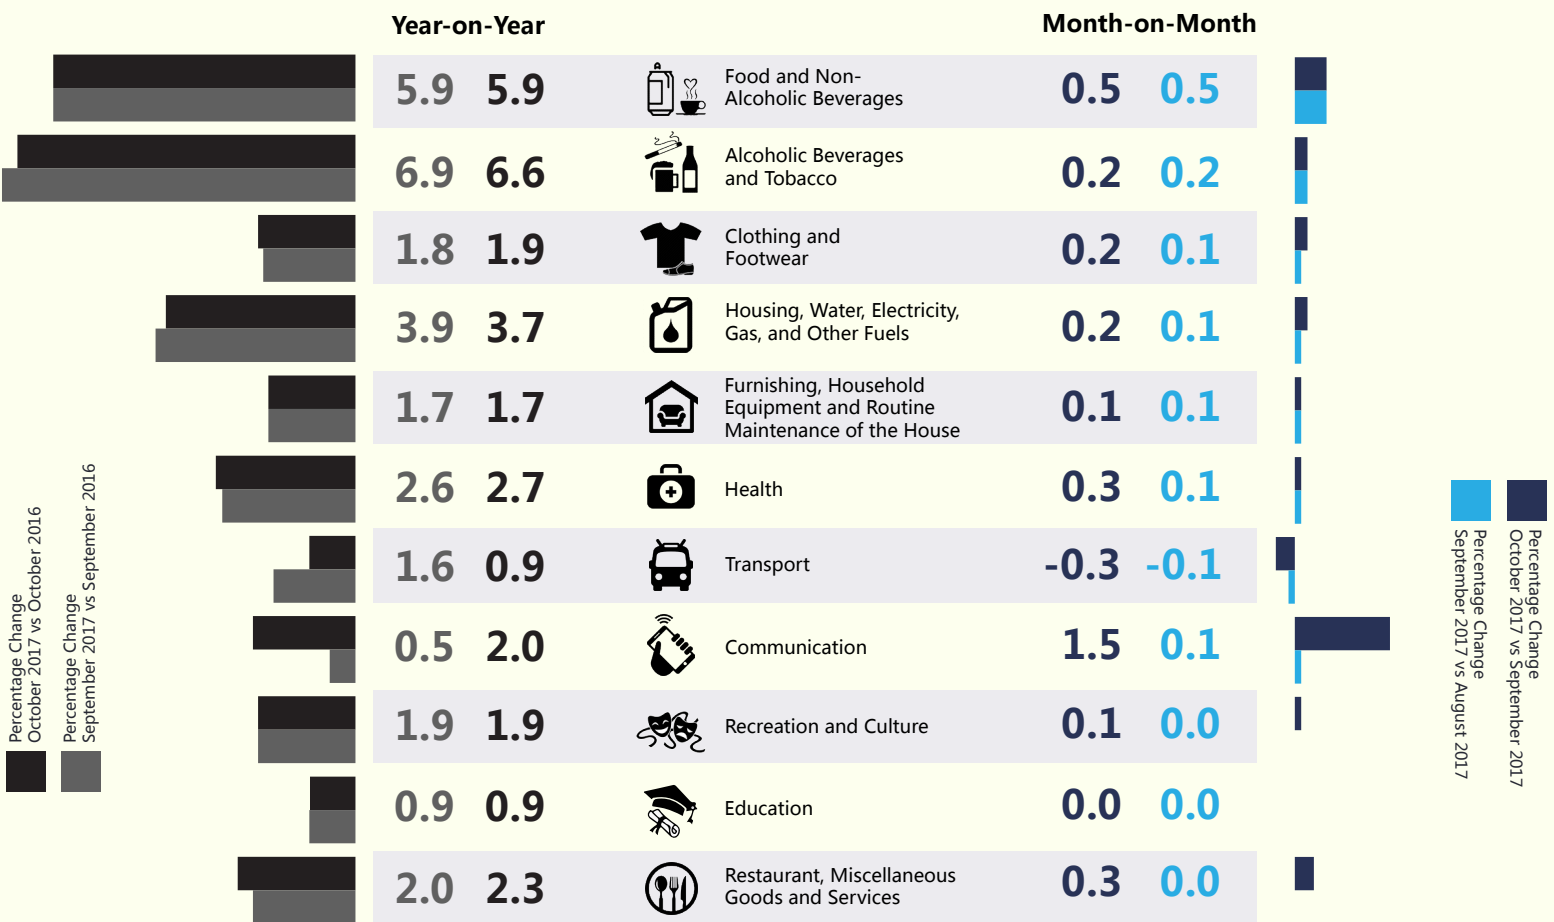 Year-on-Year
Month-on-Month
5.9 5.9 Food and Non-
Alcoholic Beverages 0.5 0.5
6.9 6.6 Alcoholic Beverages
and Tobacco 0.2 0.2
1.8 1.9 Clothing and
Footwear 0.2 0.1
3.9 3.7 Housing, Water, Electricity,
Gas, and Other Fuels 0.2 0.1
1.7 1.7 Furnishing, Household
Equipment and Routine
Maintenance of the House 0.1 0.1
2.6 2.7 Health 0.3 0.1
1.6 0.9 Transport -0.3 -0.1
0.5 2.0 Communication 1.5 0.1
1.9 1.9 Recreation and Culture 0.1 0.0
0.9 0.9 Education 0.0 0.0
2.0 2.3 Restaurant, Miscellaneous
Goods and Services 0.3 0.0
Percentage Change
October 2017 vs October 2016
Percentage Change
September 2017 vs September 2016
Percentage Change
September 2017 vs August 2017
Percentage Change
October 2017 vs September 2017